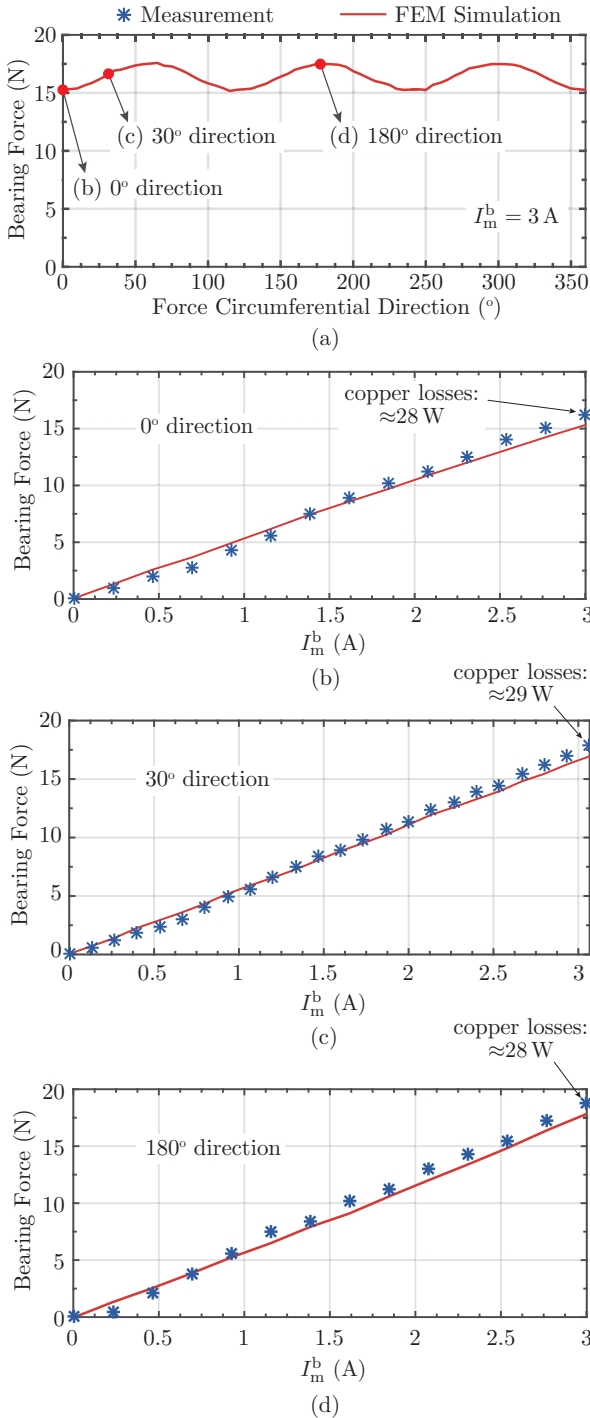 Measurement FEM Simulation
20
15
10
5
0
Bearing Force (N)
(c) 30° direction
(d) 180° direction
(b) 0° direction
I_m^b = 3 A
0 50 100 150 200 250 300 350
Force Circumferential Direction (°)
(a)
20
15
10
5
0
Bearing Force (N)
copper losses:
≈28 W
0° direction
0 0.5 1 1.5 2 2.5 3
I_m^b (A)
(b)
copper losses:
≈29 W
20
15
10
5
0
Bearing Force (N)
30° direction
0 0.5 1 1.5 2 2.5 3
I_m^b (A)
(c)
copper losses:
≈28 W
20
15
10
5
0
Bearing Force (N)
180° direction
0 0.5 1 1.5 2 2.5 3
I_m^b (A)
(d)